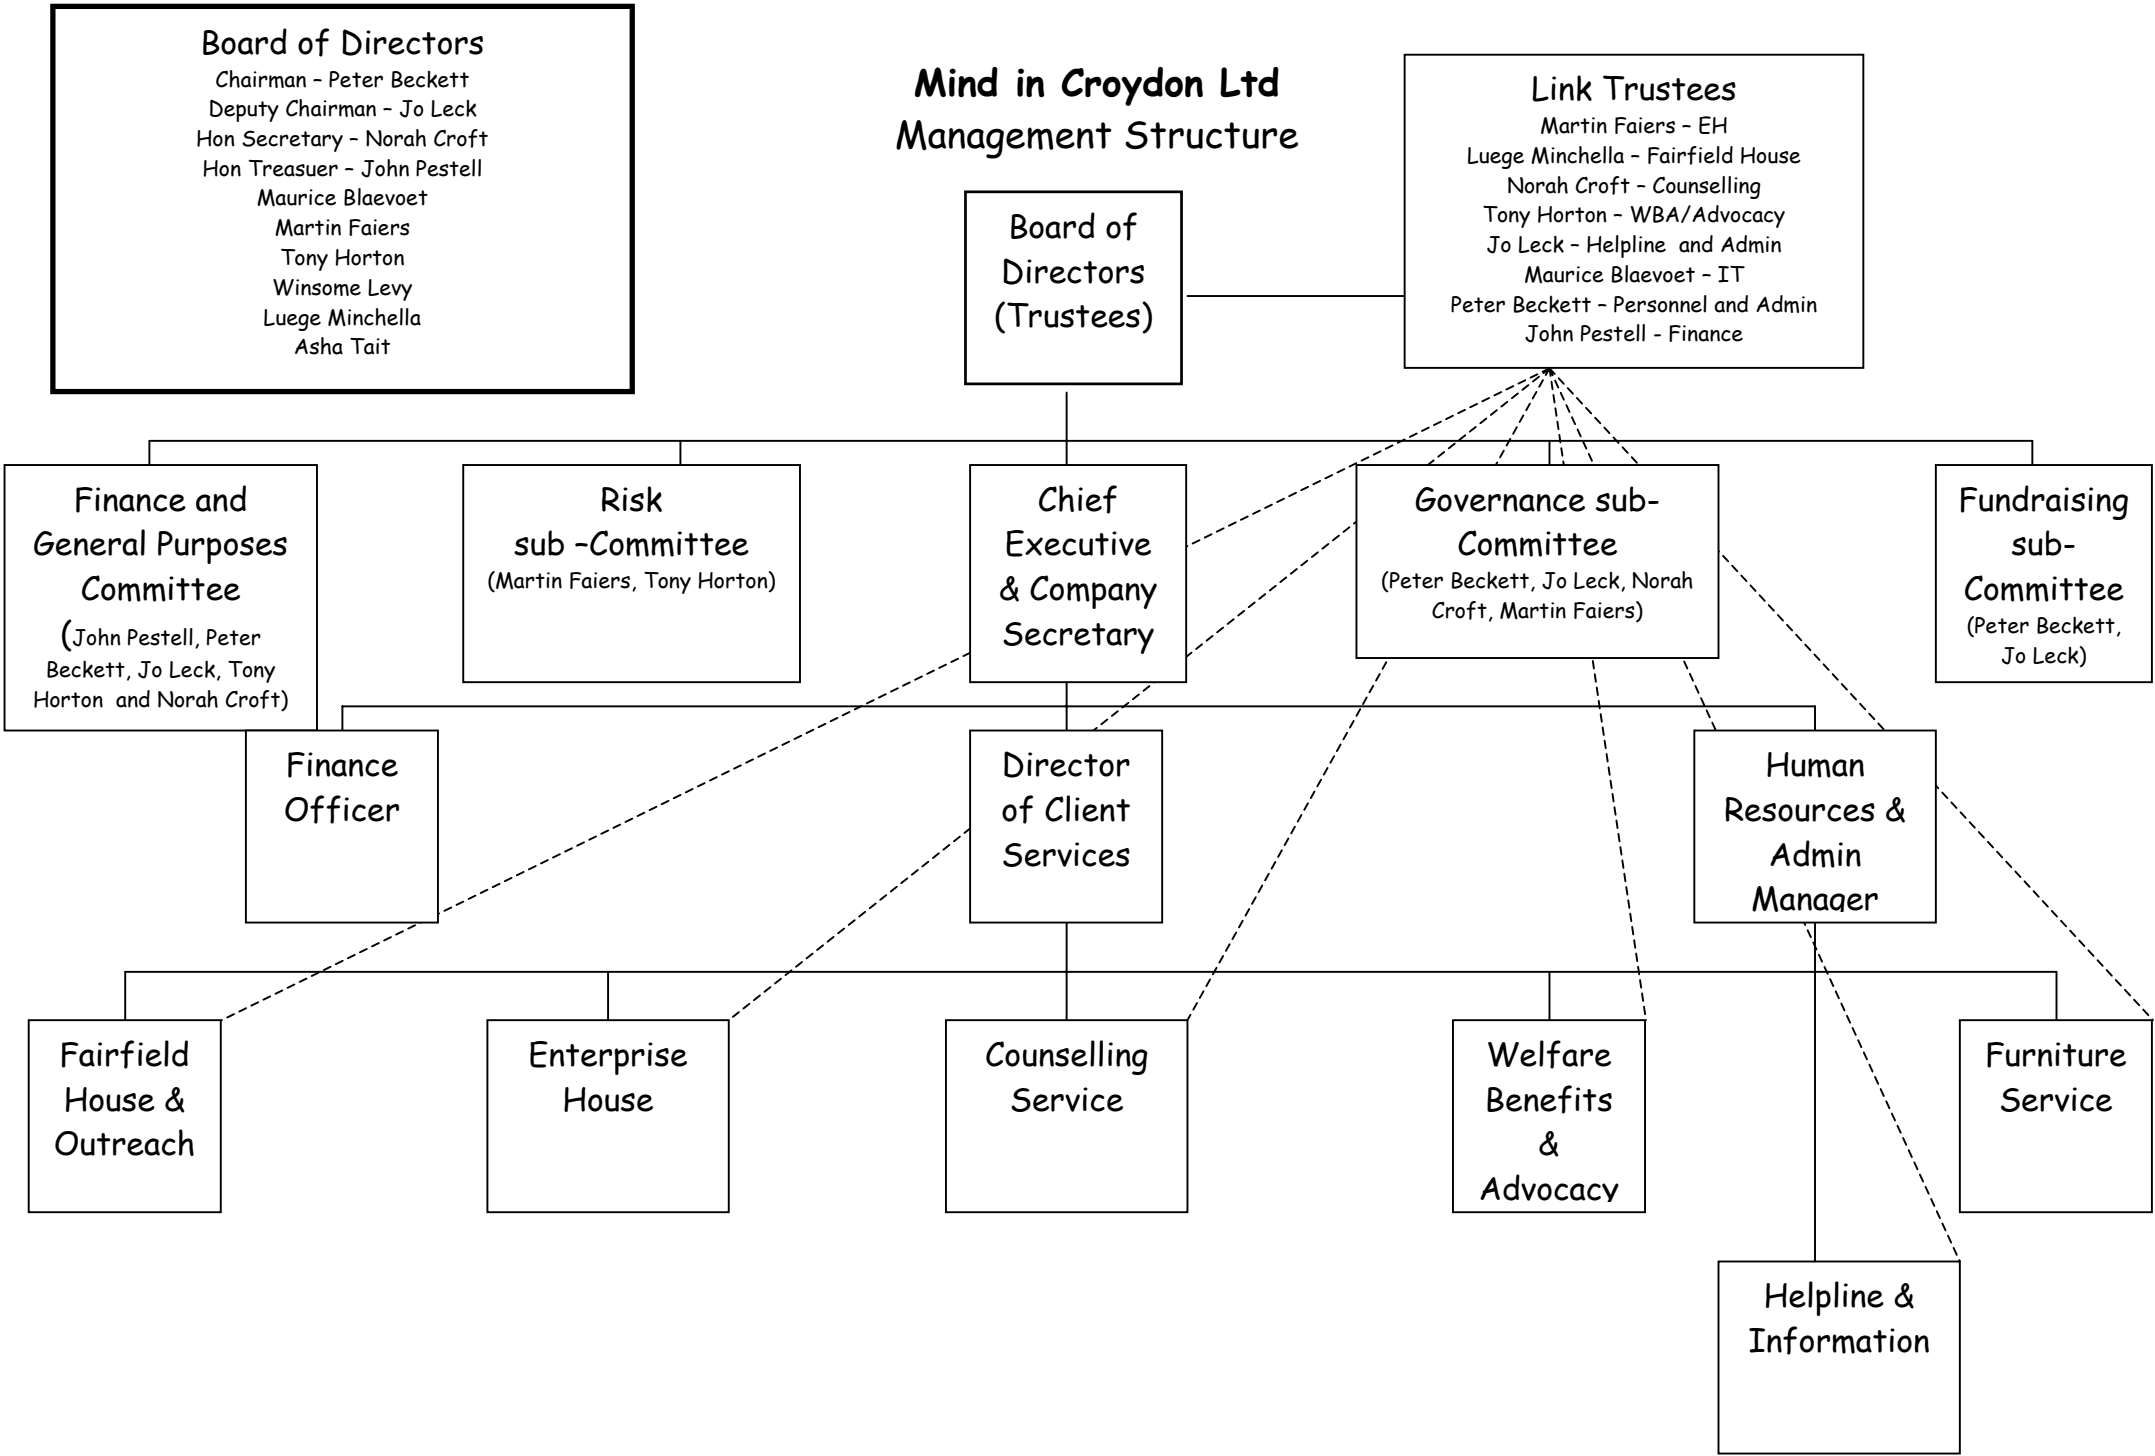 Board of Directors
Chairman – Peter Beckett
Deputy Chairman – Jo Leck
Hon Secretary – Norah Croft
Hon Treasuer – John Pestell
Maurice Blaevoet
Martin Faiers
Tony Horton
Winsome Levy
Luege Minchella
Asha Tait
Mind in Croydon Ltd
Management Structure
Link Trustees
Martin Faiers – EH
Luege Minchella – Fairfield House
Norah Croft – Counselling
Tony Horton – WBA/Advocacy
Jo Leck – Helpline and Admin
Maurice Blaevoet – IT
Peter Beckett – Personnel and Admin
John Pestell - Finance
Board of
Directors
(Trustees)
Finance and
General Purposes
Committee
(John Pestell, Peter
Beckett, Jo Leck, Tony
Horton and Norah Croft)
Risk
sub –Committee
(Martin Faiers, Tony Horton)
Chief
Executive
& Company
Secretary
Governance sub-
Committee
(Peter Beckett, Jo Leck, Norah
Croft, Martin Faiers)
Fundraising
sub-
Committee
(Peter Beckett,
Jo Leck)
Finance
Officer
Director
of Client
Services
Human
Resources &
Admin
Manager
Fairfield
House &
Outreach
Enterprise
House
Counselling
Service
Welfare
Benefits
&
Advocacy
Furniture
Service
Helpline &
Information